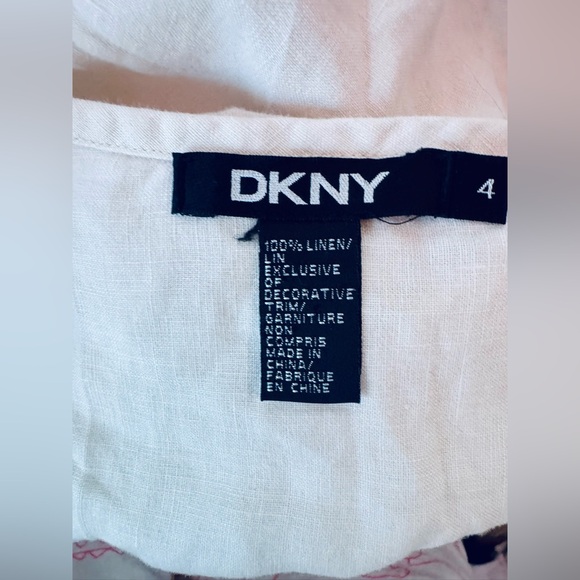 DKNY 4
100% LINEN/
LIN
EXCLUSIVE
OF
DECORATIVE
TRIM/
GARNITURE
NON
COMPRIS
MADE IN
CHINA/
FABRIQUE
EN CHINE